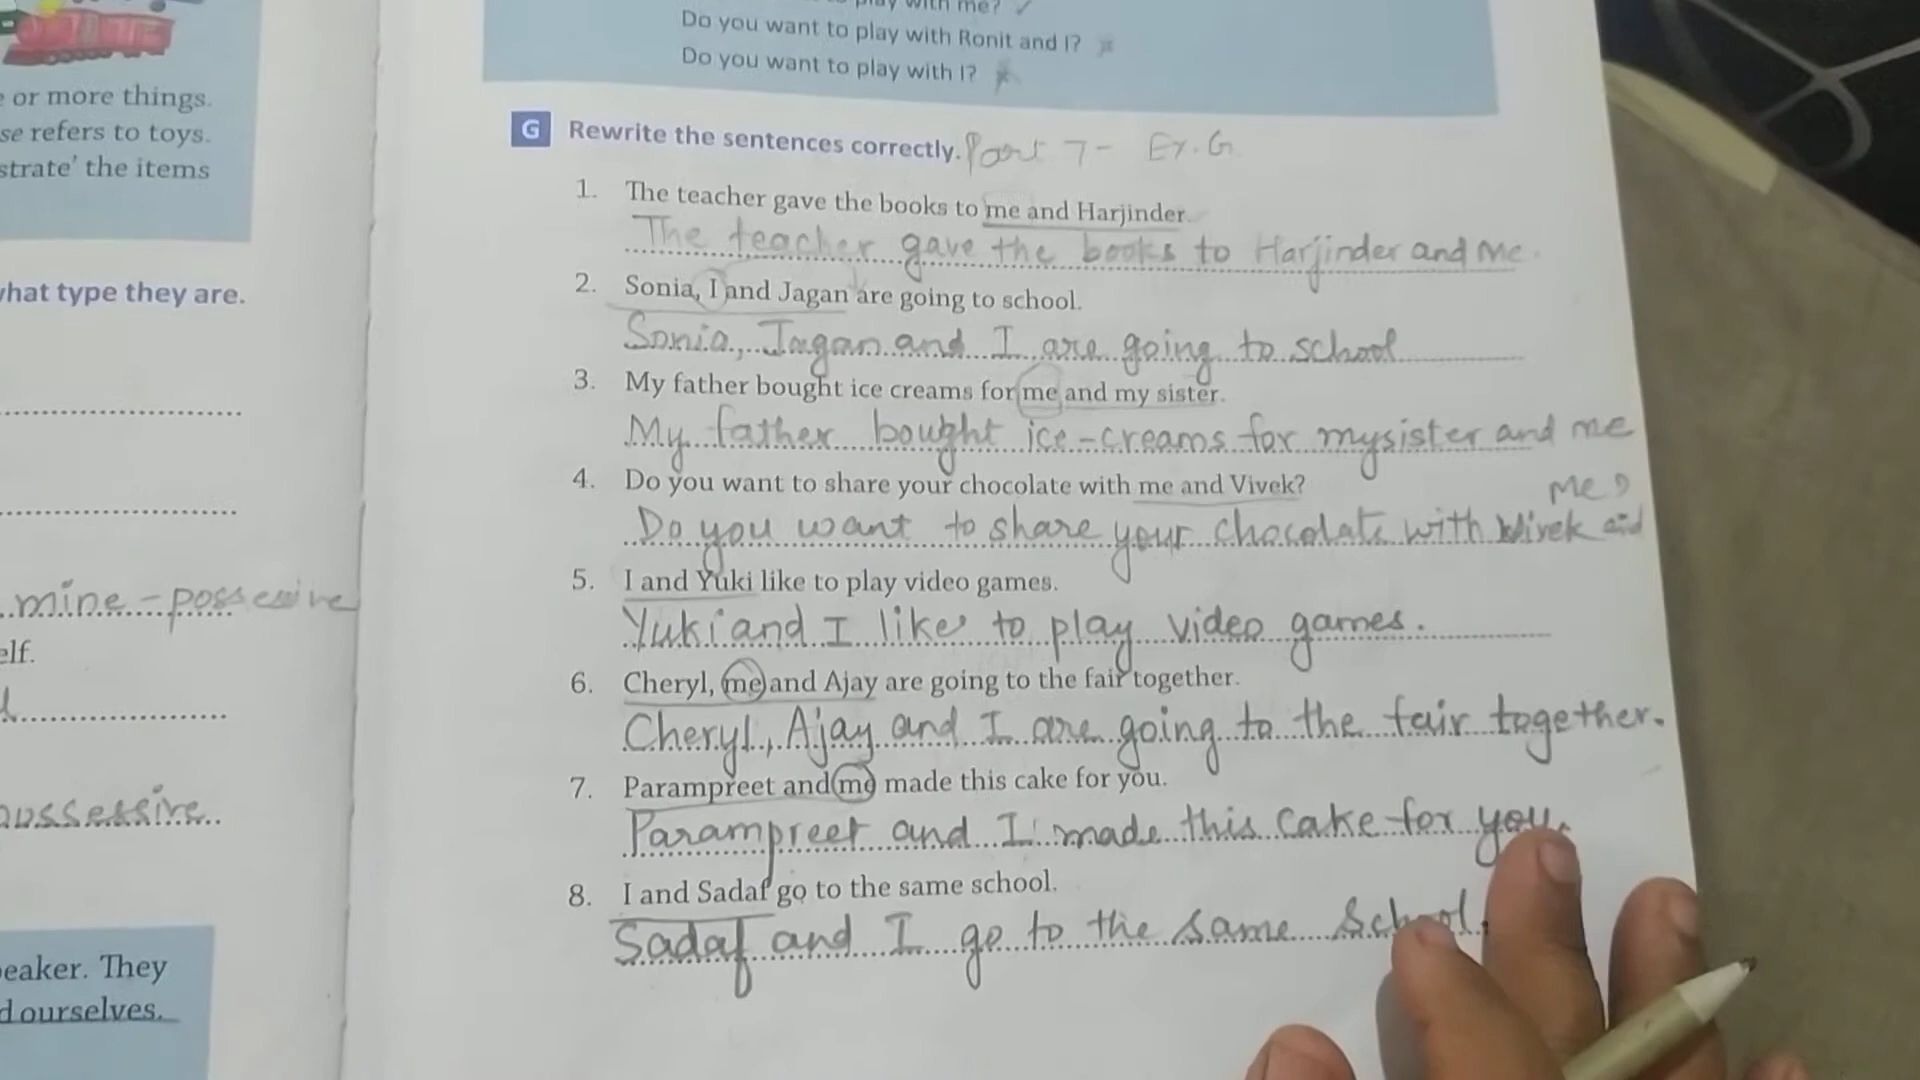 e or more things.
se refers to toys.
strate' the items
what type they are.
mine - possessive
elf.
possessive.
peaker. They
d ourselves.
play with me? ✓
Do you want to play with Ronit and I? ×
Do you want to play with I? ×
G Rewrite the sentences correctly. Part 7 - Ex. G
1. The teacher gave the books to me and Harjinder.
The teacher gave the books to Harjinder and me.
2. Sonia, I and Jagan are going to school.
Sonia, Jagan and I are going to school
3. My father bought ice creams for me and my sister.
My father bought ice-creams for my sister and me
4. Do you want to share your chocolate with me and Vivek?
me?
Do you want to share your chocolate with Vivek and
5. I and Yuki like to play video games.
Yuki and I like to play video games.
6. Cheryl, me and Ajay are going to the fair together.
Cheryl, Ajay and I are going to the fair together.
7. Parampreet and me made this cake for you.
Parampreet and I made this cake for you.
8. I and Sadaf go to the same school.
Sadaf and I go to the same school.